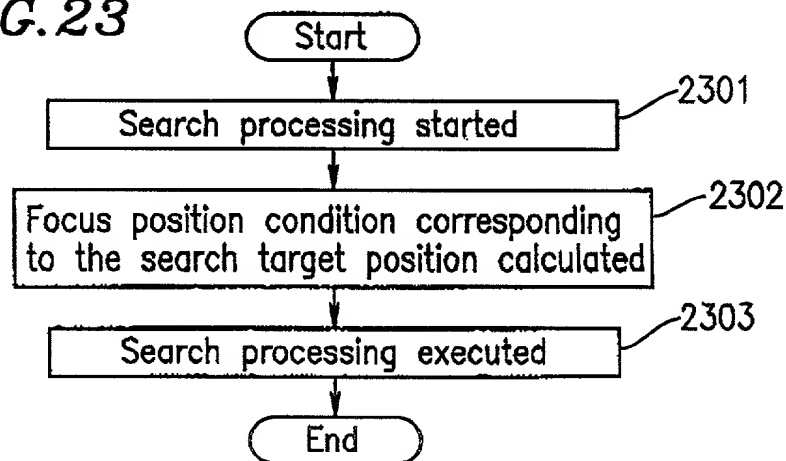 G.23
Start
Search processing started
2301
Focus position condition corresponding
to the search target position calculated
2302
Search processing executed
2303
End